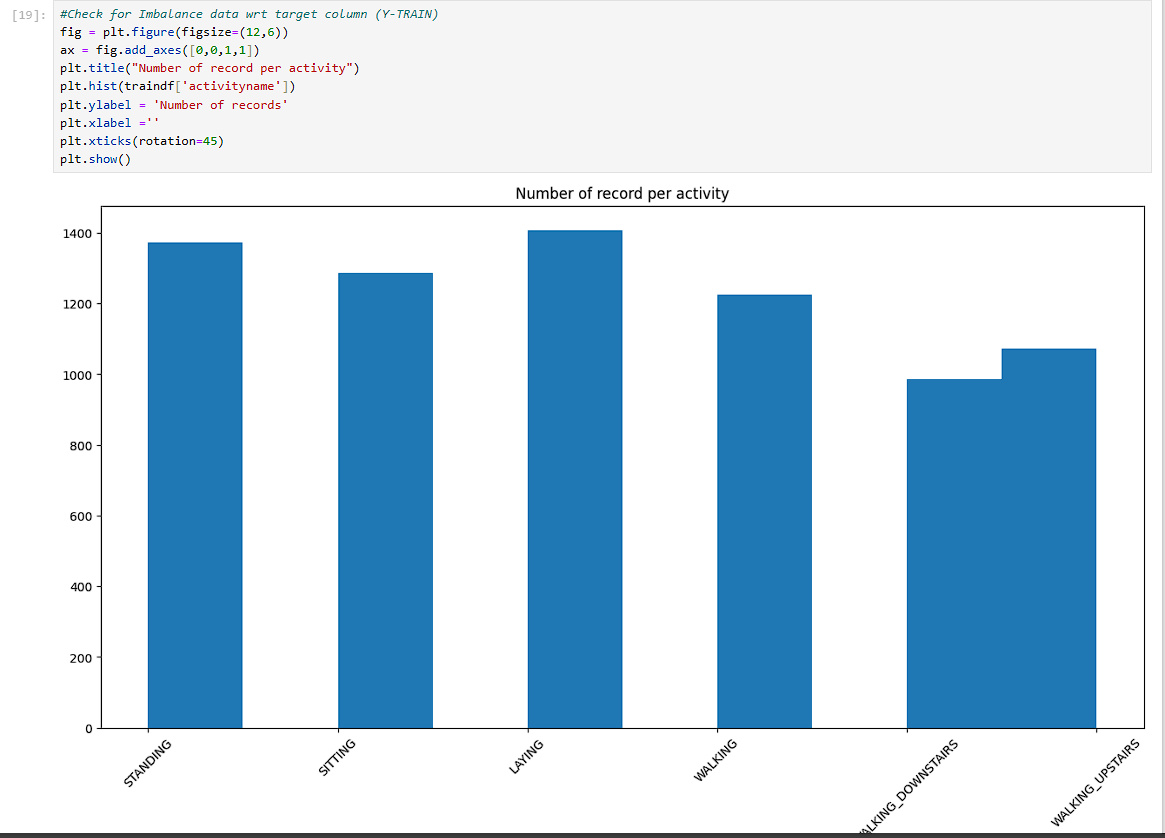 [19]:
#Check for Imbalance data wrt target column (Y-TRAIN)
fig = plt.figure(figsize=(12,6))
ax = fig.add_axes([0,0,1,1])
plt.title("Number of record per activity")
plt.hist(traindf['activityname'])
plt.ylabel = 'Number of records'
plt.xlabel =''
plt.xticks(rotation=45)
plt.show()
Number of record per activity
1400
1200
1000
800
600
400
200
0
STANDING
SITTING
LAYING
WALKING
ALKING_DOWNSTAIRS
WALKING_UPSTAIRS